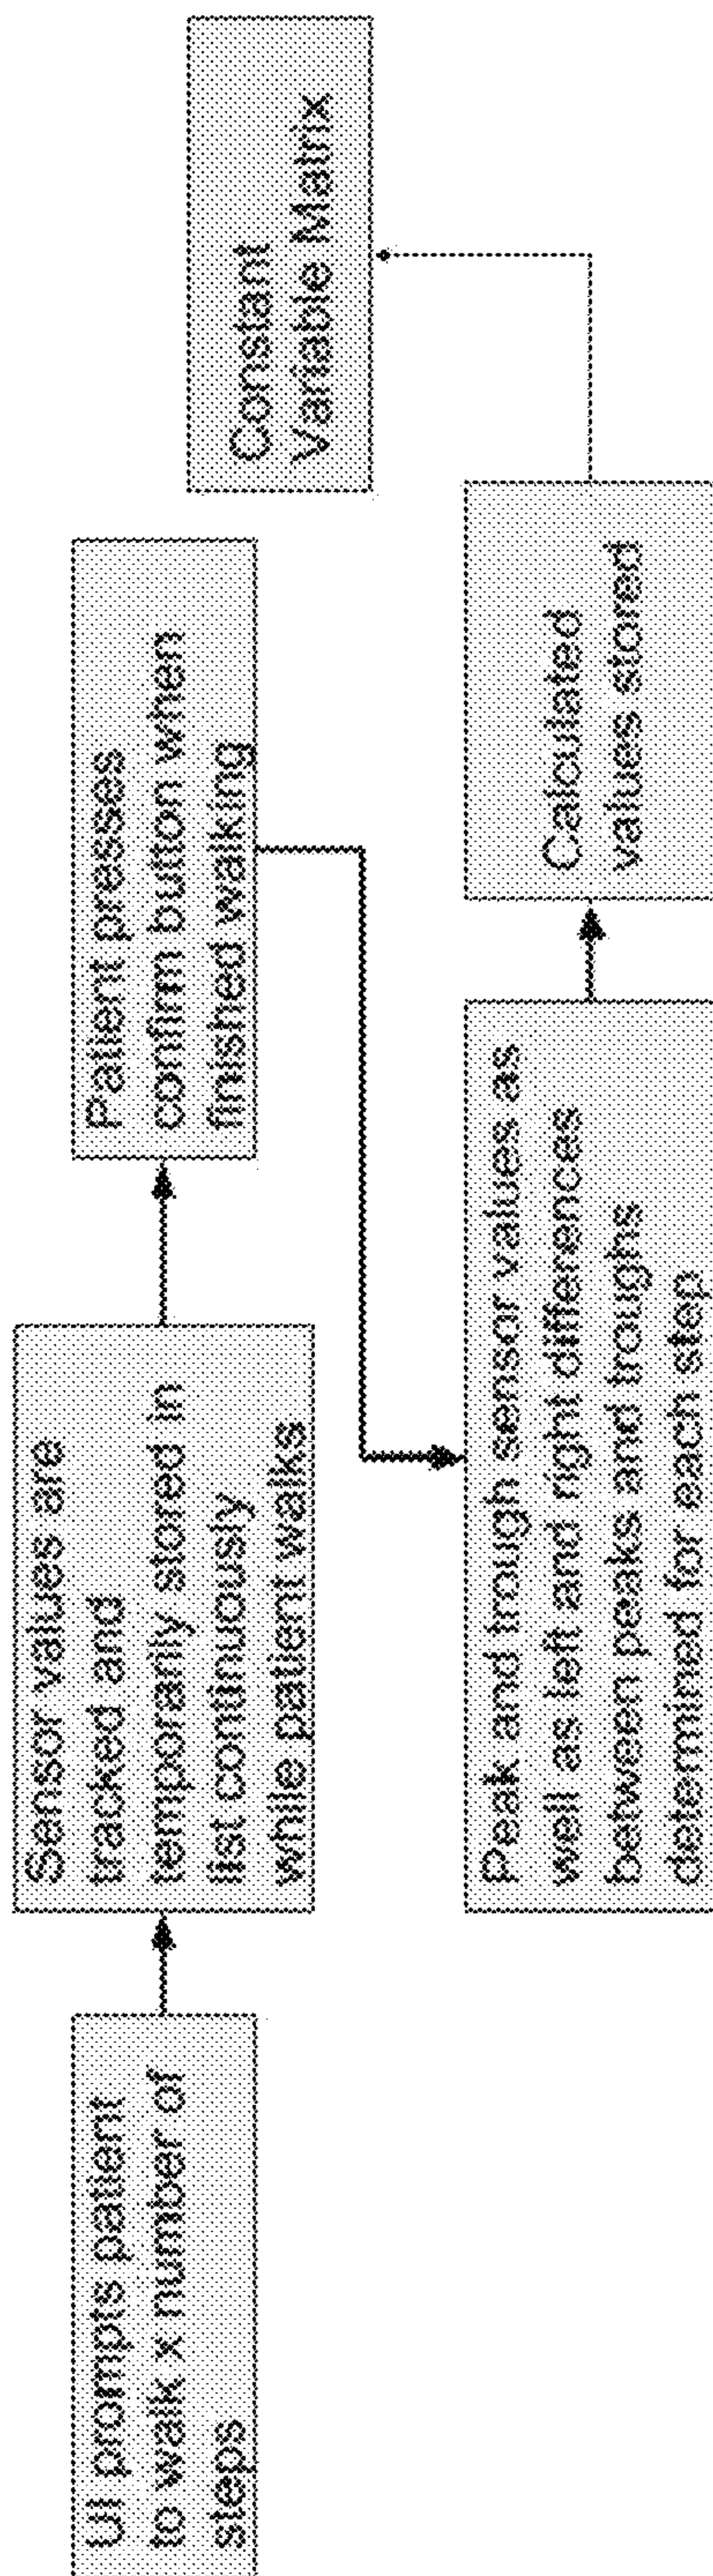 UI prompts patient
to walk x number of
steps
Sensor values are
tracked and
temporarily stored in
list continuously
while patient walks
Patient presses
confirm button when
finished walking
Peak and trough sensor values as
well as left and right differences
between peaks and troughs
determined for each step
Calculated
values stored
Constant
Variable Matrix